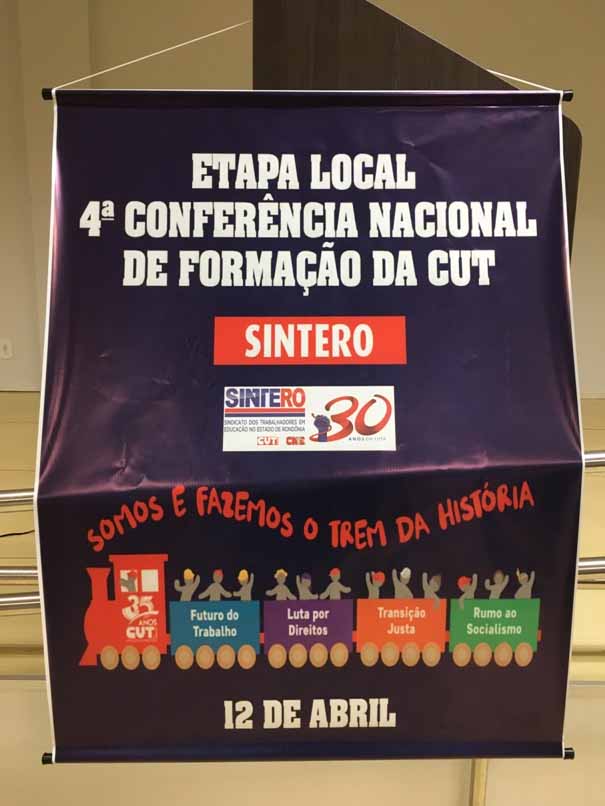 ETAPA LOCAL
4ª CONFERÊNCIA NACIONAL
DE FORMAÇÃO DA CUT
SINTERO
SINTERO
SINDICATO DOS TRABALHADORES EM
EDUCAÇÃO NO ESTADO DE RONDÔNIA
CUT CNTE
30
ANOS DE LUTA
SOMOS E FAZEMOS O TREM DA HISTÓRIA
35
ANOS
CUT
Futuro do
Trabalho
Luta por
Direitos
Transição
Justa
Rumo ao
Socialismo
12 DE ABRIL